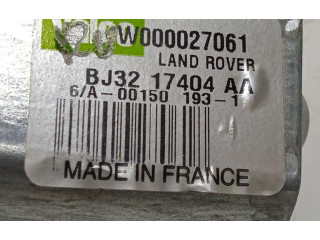 W000027061
LAND ROVER
BJ32 17404 AA
6/A-00150 193-1
MADE IN FRANCE